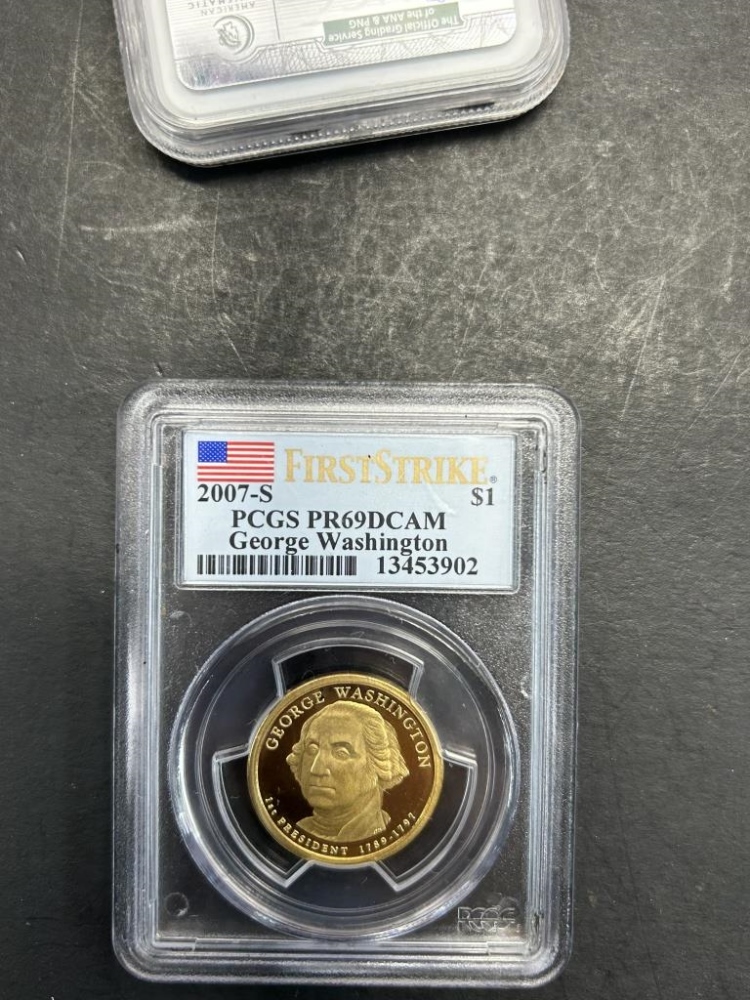 The Official Grading Service
of the ANA & PNG
AMERICAN
FIRSTSTRIKE®
2007-S $1
PCGS PR69DCAM
George Washington
13453902
GEORGE WASHINGTON
1st PRESIDENT 1789-1797
PCGS